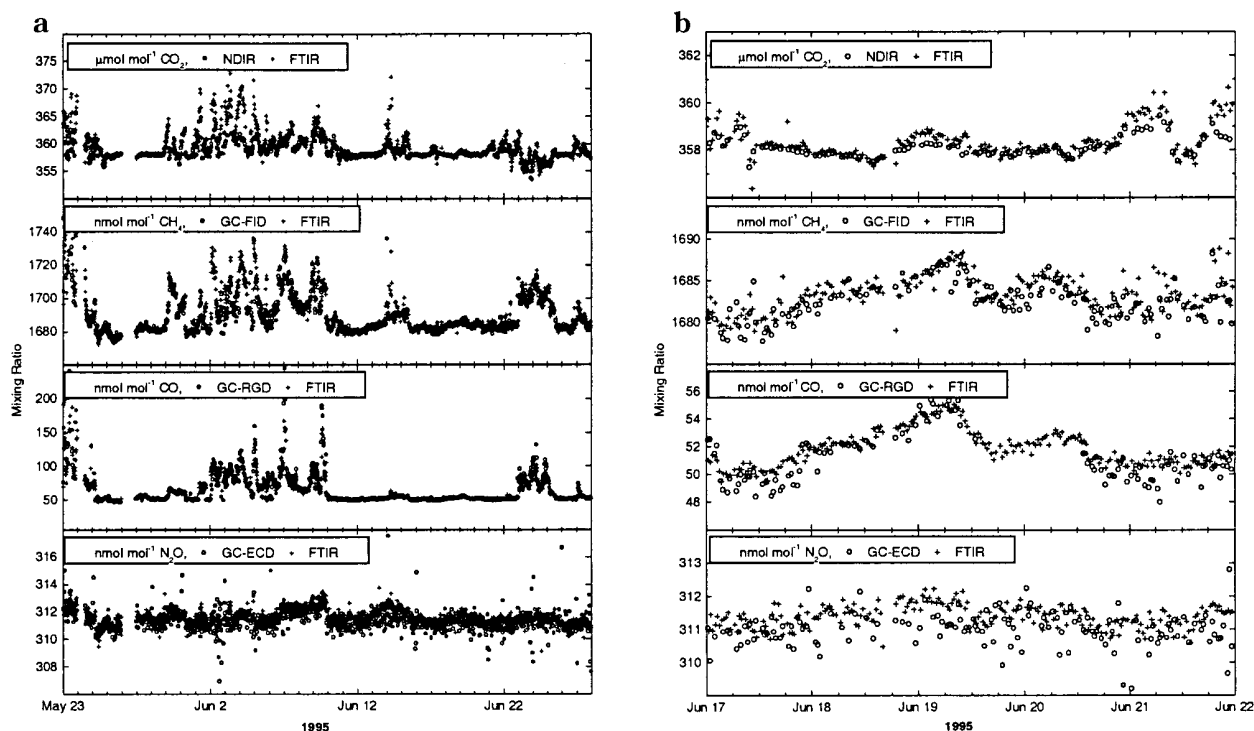 a
μmol mol⁻¹ CO₂, NDIR FTIR
380
375
370
365
360
355
nmol mol⁻¹ CH₄, GC-FID FTIR
1740
1720
1700
1680
nmol mol⁻¹ CO, GC-RGD FTIR
200
150
100
50
nmol mol⁻¹ N₂O, GC-ECD FTIR
316
314
312
310
308
Mixing Ratio
May 23 Jun 2 Jun 12 Jun 22
1995
b
μmol mol⁻¹ CO₂, NDIR FTIR
362
360
358
nmol mol⁻¹ CH₄, GC-FID FTIR
1690
1685
1680
nmol mol⁻¹ CO, GC-RGD FTIR
56
54
52
50
48
nmol mol⁻¹ N₂O, GC-ECD FTIR
313
312
311
310
Mixing Ratio
Jun 17 Jun 18 Jun 19 Jun 20 Jun 21 Jun 22
1995